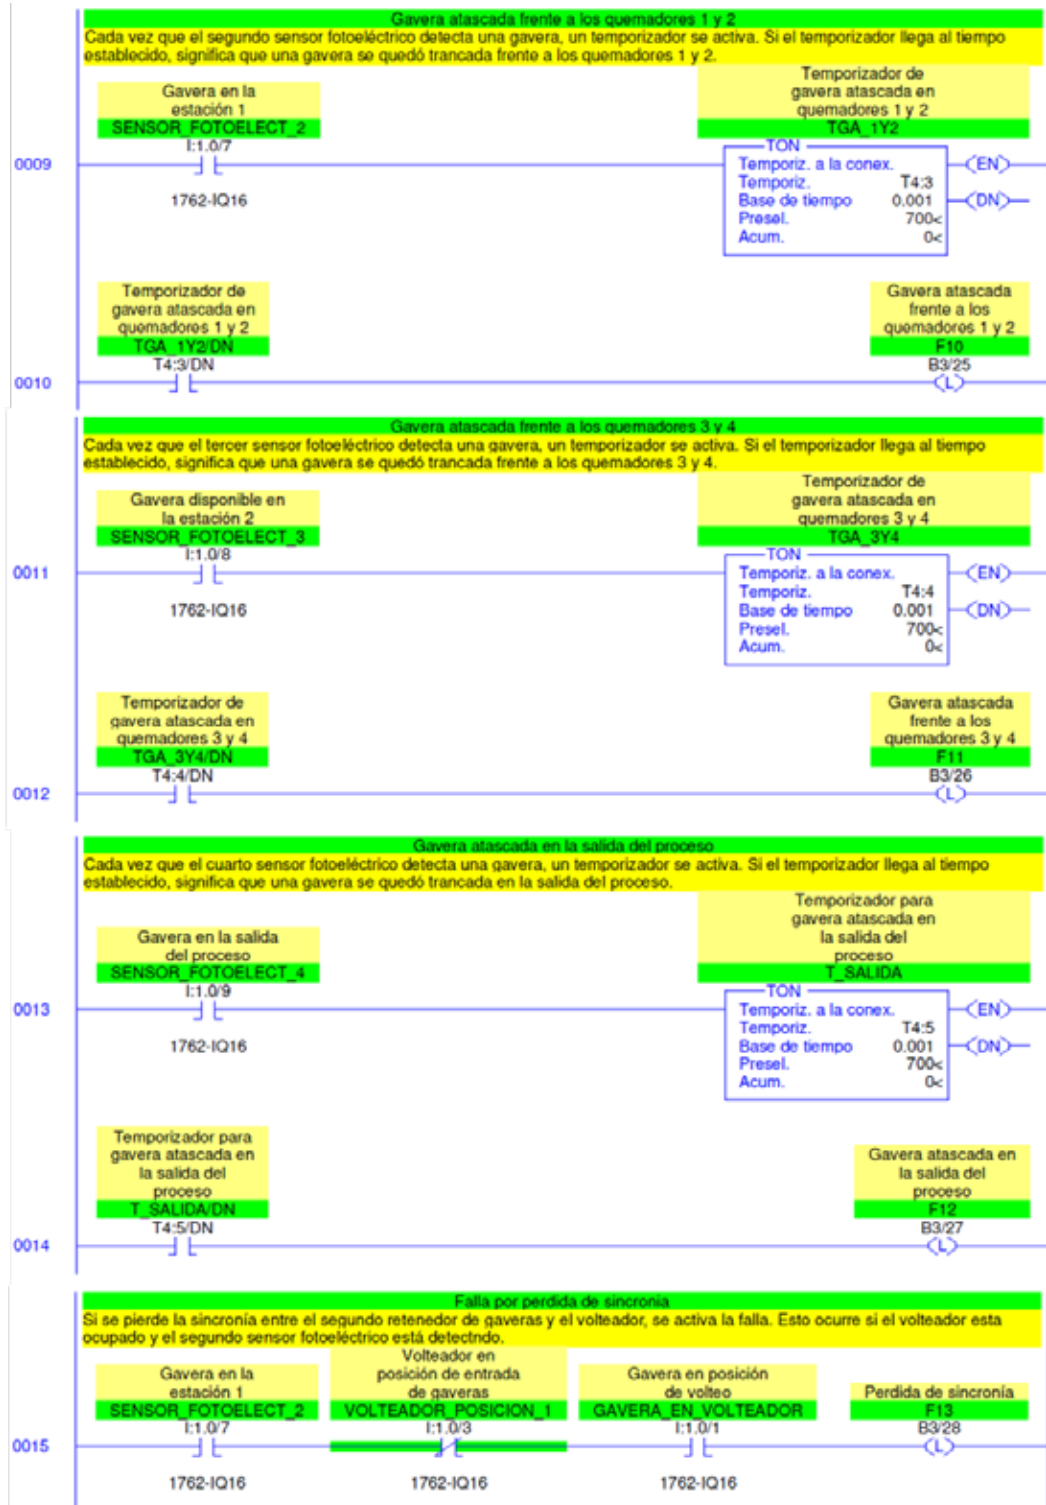 Gavera atascada frente a los quemadores 1 y 2
Cada vez que el segundo sensor fotoeléctrico detecta una gavera, un temporizador se activa. Si el temporizador llega al tiempo
establecido, significa que una gavera se quedó trancada frente a los quemadores 1 y 2.
Gavera en la
estación 1
SENSOR_FOTOELECT_2
I:1.0/7
1762-IQ16
Temporizador de
gavera atascada en
quemadores 1 y 2
TGA_1Y2
TON
Temporiz. a la conex.
Temporiz. T4:3
Base de tiempo 0.001
Presel. 700<
Acum. 0<
EN
DN
0009
Temporizador de
gavera atascada en
quemadores 1 y 2
TGA_1Y2/DN
T4:3/DN
Gavera atascada
frente a los
quemadores 1 y 2
F10
B3/25
L
0010
Gavera atascada frente a los quemadores 3 y 4
Cada vez que el tercer sensor fotoeléctrico detecta una gavera, un temporizador se activa. Si el temporizador llega al tiempo
establecido, significa que una gavera se quedó trancada frente a los quemadores 3 y 4.
Gavera disponible en
la estación 2
SENSOR_FOTOELECT_3
I:1.0/8
1762-IQ16
Temporizador de
gavera atascada en
quemadores 3 y 4
TGA_3Y4
TON
Temporiz. a la conex.
Temporiz. T4:4
Base de tiempo 0.001
Presel. 700<
Acum. 0<
EN
DN
0011
Temporizador de
gavera atascada en
quemadores 3 y 4
TGA_3Y4/DN
T4:4/DN
Gavera atascada
frente a los
quemadores 3 y 4
F11
B3/26
L
0012
Gavera atascada en la salida del proceso
Cada vez que el cuarto sensor fotoeléctrico detecta una gavera, un temporizador se activa. Si el temporizador llega al tiempo
establecido, significa que una gavera se quedó trancada en la salida del proceso.
Gavera en la salida
del proceso
SENSOR_FOTOELECT_4
I:1.0/9
1762-IQ16
Temporizador para
gavera atascada en
la salida del
proceso
T_SALIDA
TON
Temporiz. a la conex.
Temporiz. T4:5
Base de tiempo 0.001
Presel. 700<
Acum. 0<
EN
DN
0013
Temporizador para
gavera atascada en
la salida del
proceso
T_SALIDA/DN
T4:5/DN
Gavera atascada en
la salida del
proceso
F12
B3/27
L
0014
Falla por perdida de sincronia
Si se pierde la sincronía entre el segundo retenedor de gaveras y el volteador, se activa la falla. Esto ocurre si el volteador esta
ocupado y el segundo sensor fotoeléctrico está detectndo.
Gavera en la
estación 1
SENSOR_FOTOELECT_2
I:1.0/7
1762-IQ16
Volteador en
posición de entrada
de gaveras
VOLTEADOR_POSICION_1
I:1.0/3
1762-IQ16
Gavera en posición
de volteo
GAVERA_EN_VOLTEADOR
I:1.0/1
1762-IQ16
Perdida de sincronía
F13
B3/28
L
0015